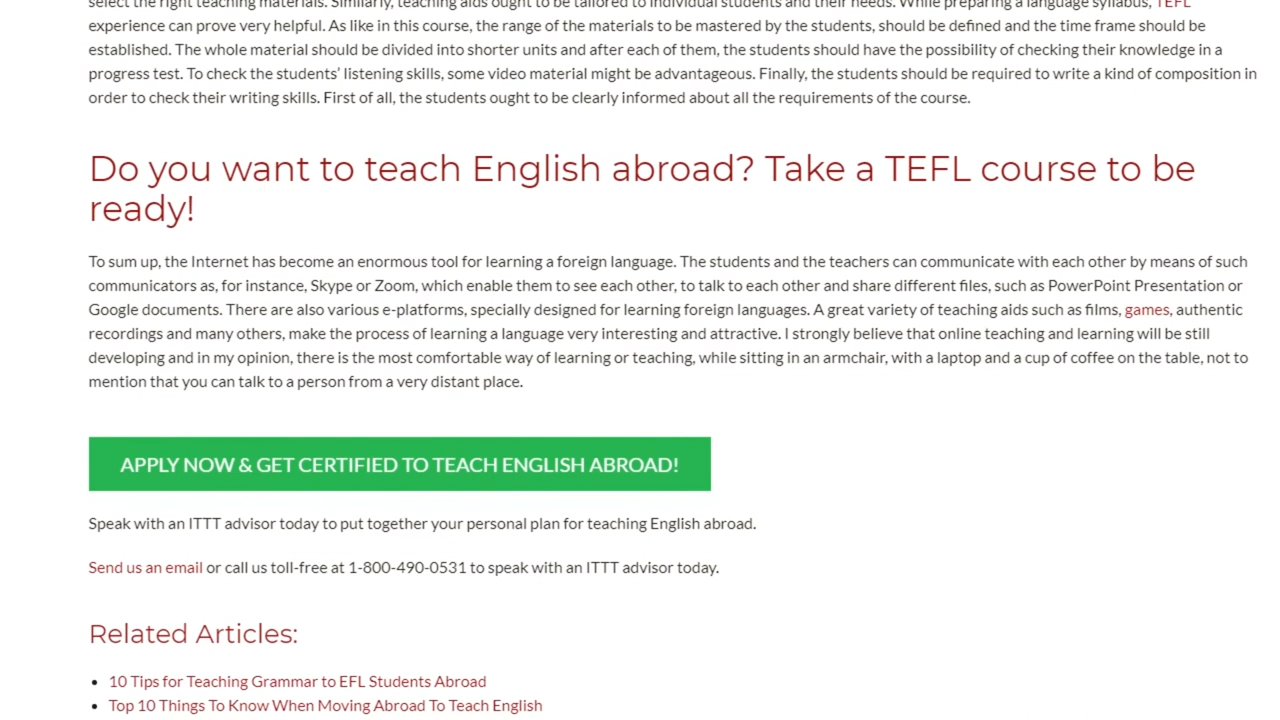 select the right teaching materials. Similarly, teaching aids ought to be tailored to individual students and their needs. While preparing a language syllabus, TEFL
experience can prove very helpful. As like in this course, the range of the materials to be mastered by the students, should be defined and the time frame should be
established. The whole material should be divided into shorter units and after each of them, the students should have the possibility of checking their knowledge in a
progress test. To check the students' listening skills, some video material might be advantageous. Finally, the students should be required to write a kind of composition in
order to check their writing skills. First of all, the students ought to be clearly informed about all the requirements of the course.
Do you want to teach English abroad? Take a TEFL course to be
ready!
To sum up, the Internet has become an enormous tool for learning a foreign language. The students and the teachers can communicate with each other by means of such
communicators as, for instance, Skype or Zoom, which enable them to see each other, to talk to each other and share different files, such as PowerPoint Presentation or
Google documents. There are also various e-platforms, specially designed for learning foreign languages. A great variety of teaching aids such as films, games, authentic
recordings and many others, make the process of learning a language very interesting and attractive. I strongly believe that online teaching and learning will be still
developing and in my opinion, there is the most comfortable way of learning or teaching, while sitting in an armchair, with a laptop and a cup of coffee on the table, not to
mention that you can talk to a person from a very distant place.
APPLY NOW & GET CERTIFIED TO TEACH ENGLISH ABROAD!
Speak with an ITTT advisor today to put together your personal plan for teaching English abroad.
Send us an email or call us toll-free at 1-800-490-0531 to speak with an ITTT advisor today.
Related Articles:
• 10 Tips for Teaching Grammar to EFL Students Abroad
• Top 10 Things To Know When Moving Abroad To Teach English